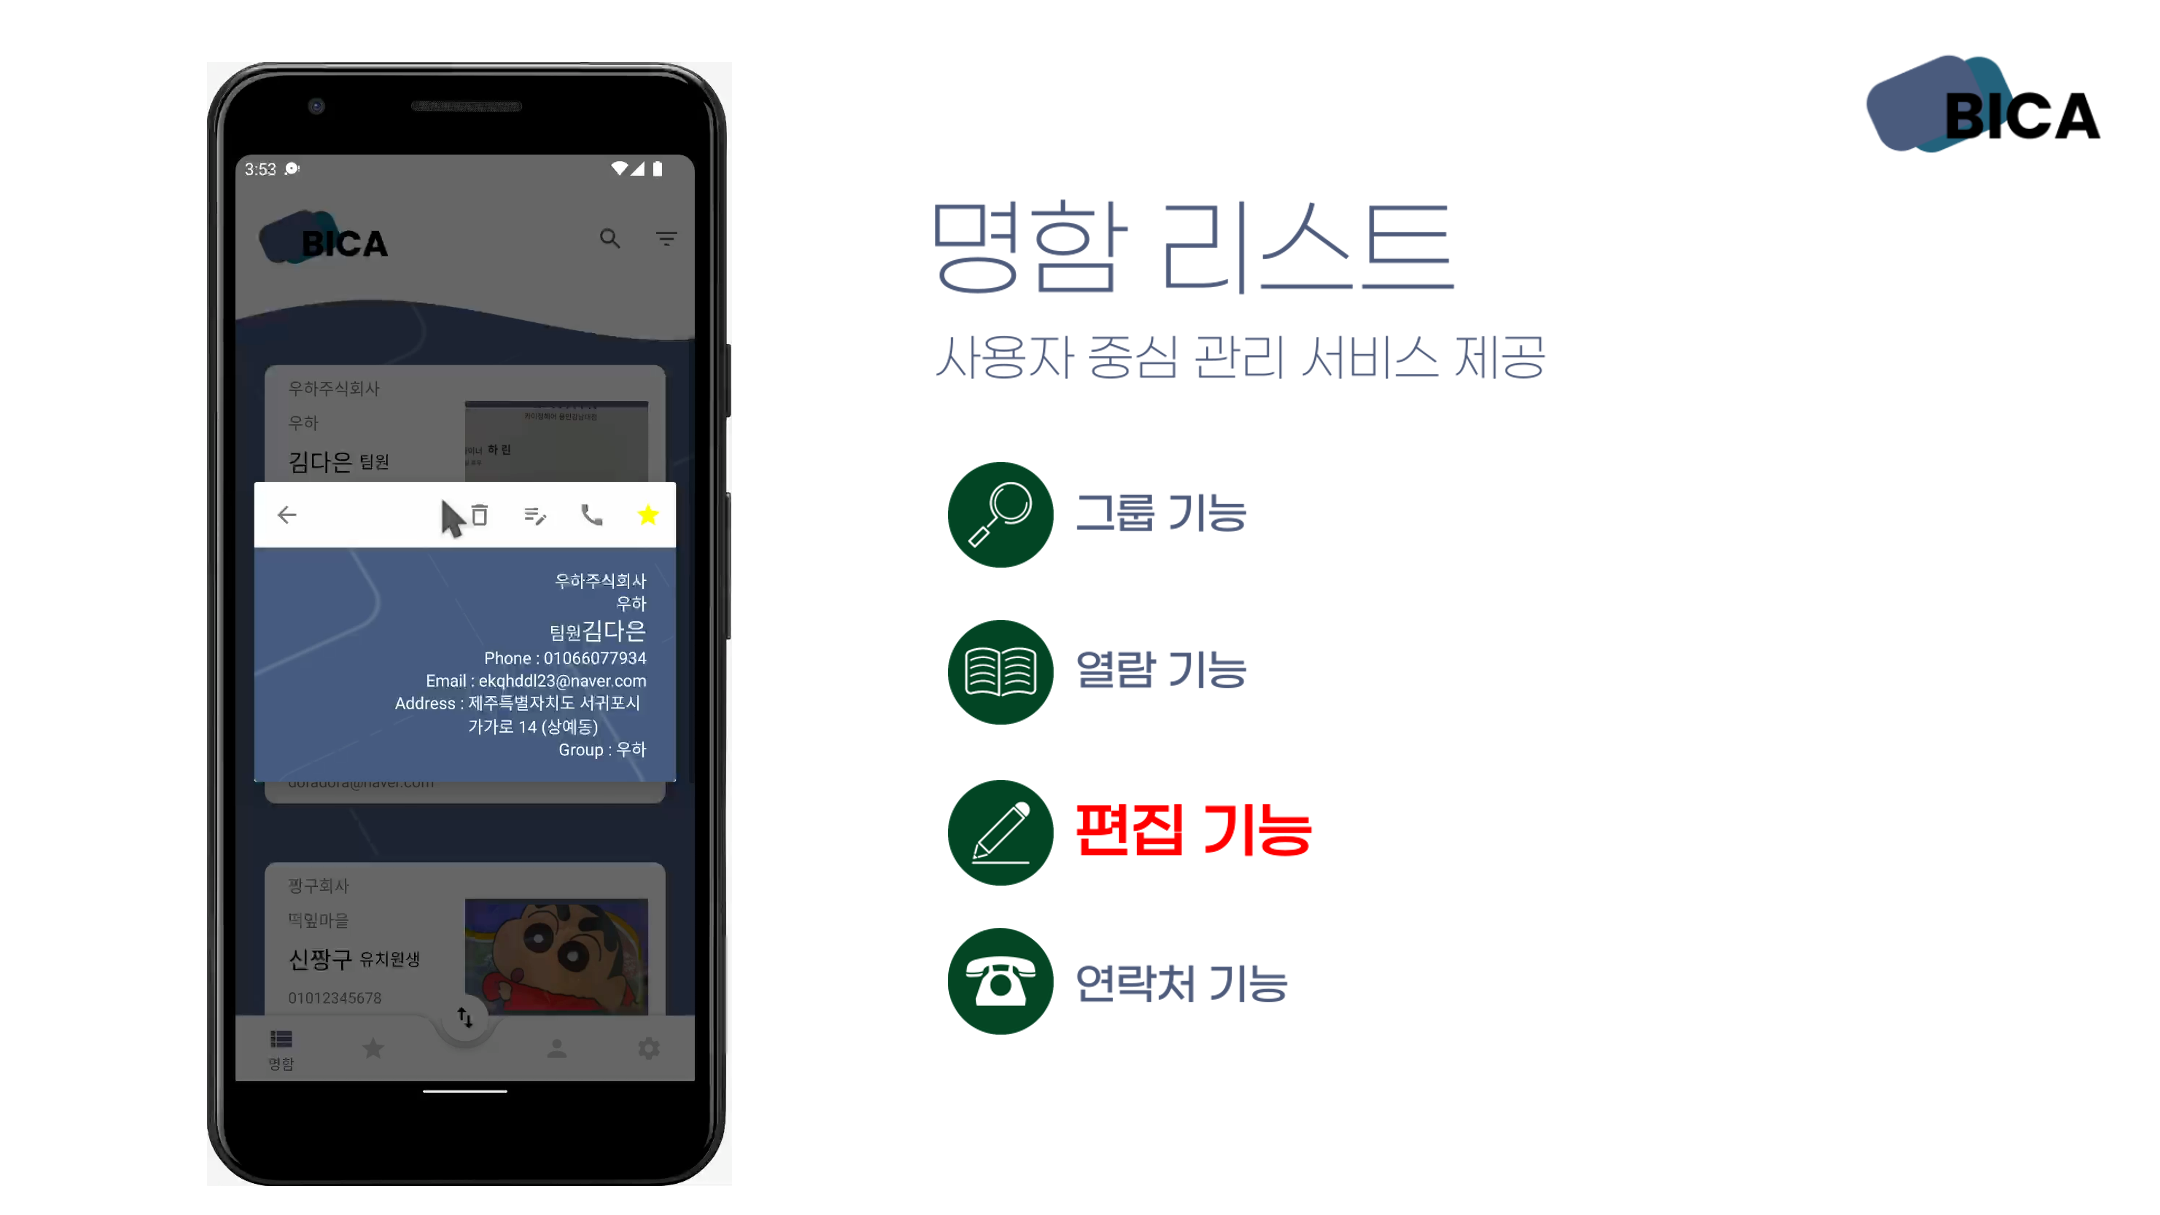 3:53
BICA
우하주식회사
우하
김다은 팀원
하 린
우하주식회사
우하
팀원김다은
Phone : 01066077934
Email : ekqhddl23@naver.com
Address : 제주특별자치도 서귀포시
가가로 14 (상예동)
Group : 우하
doradora@naver.com
짱구회사
떡잎마을
신짱구 유치원생
01012345678
명함
BICA
명함 리스트
사용자 중심 관리 서비스 제공
그룹 기능
열람 기능
편집 기능
연락처 기능